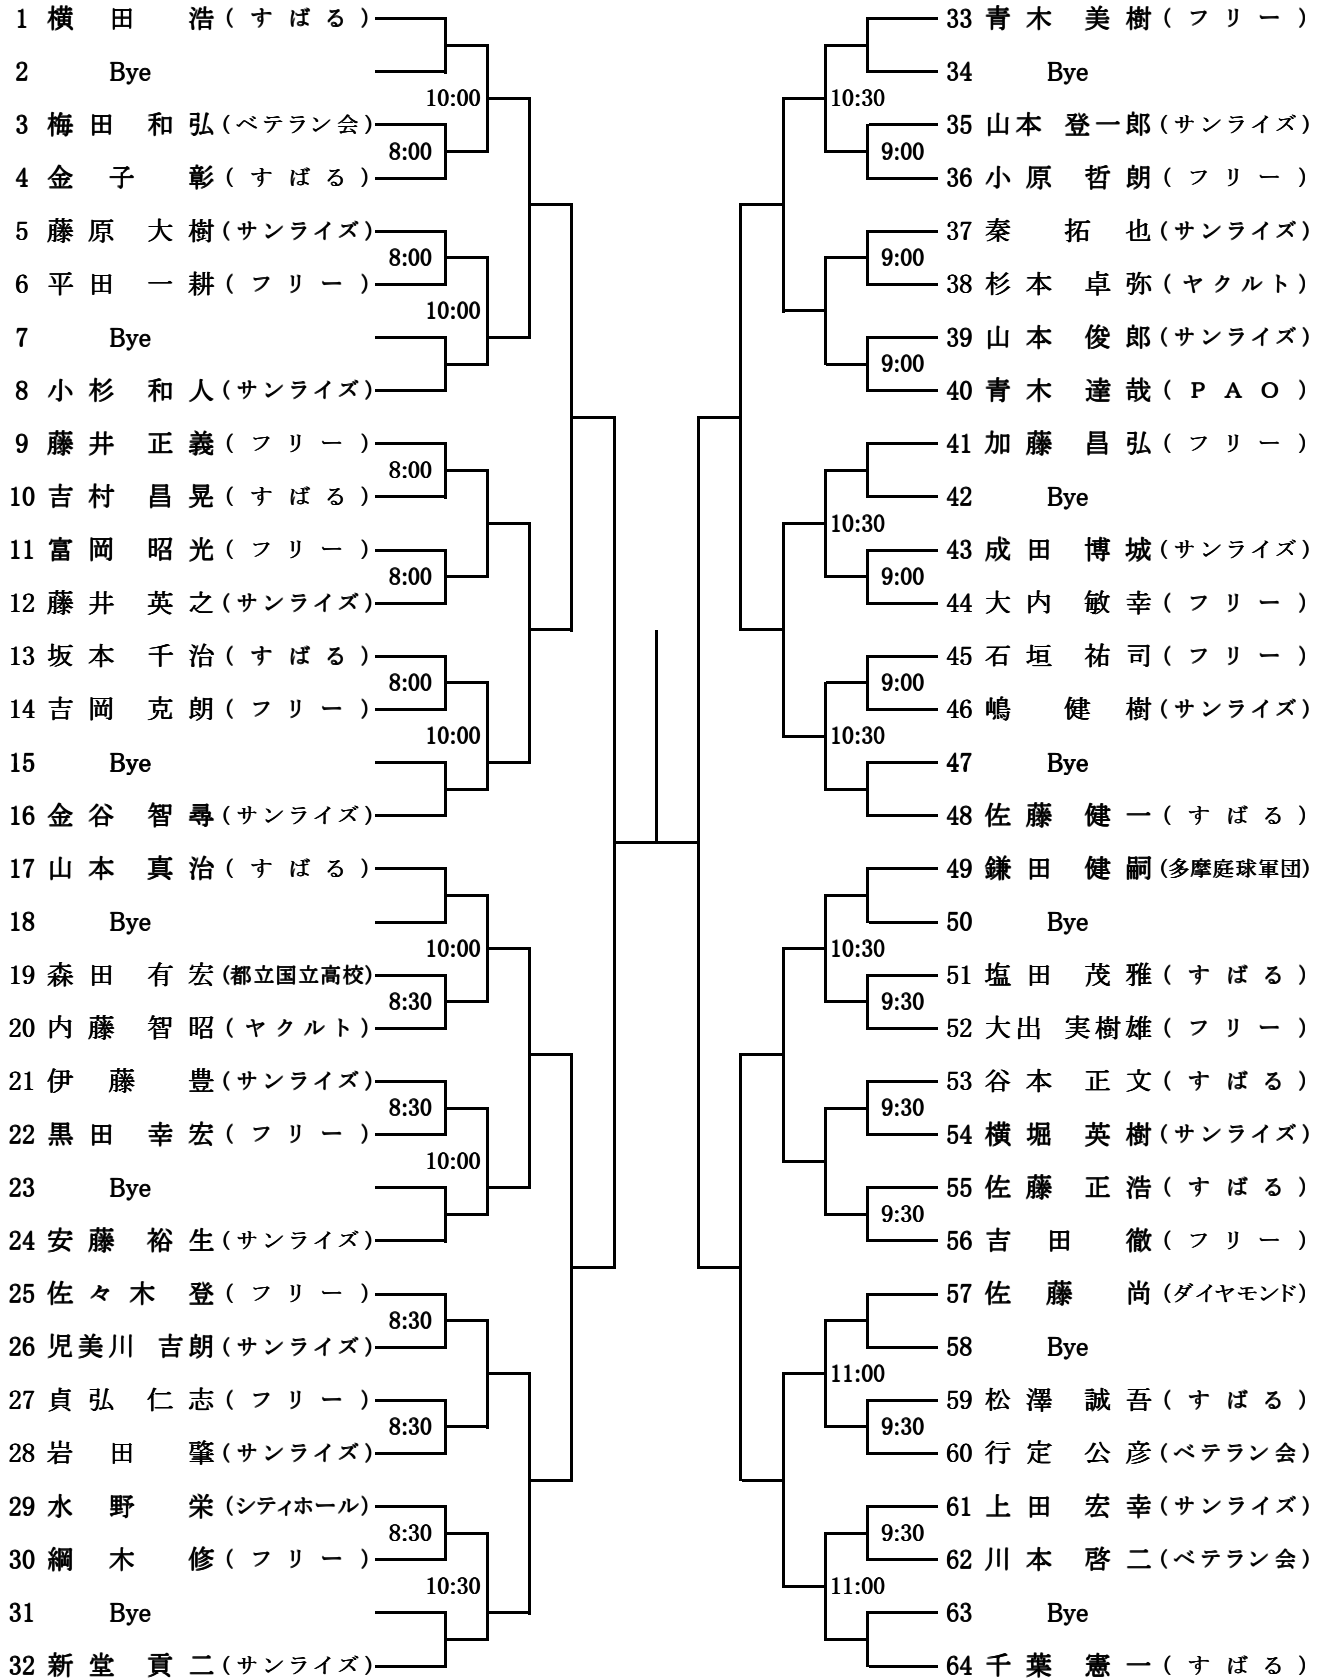 1 横田 浩 (すばる)
2 Bye
10:00
3 梅田 和弘 (ベテラン会)
8:00
4 金子 彰 (すばる)
5 藤原 大樹 (サンライズ)
8:00
6 平田 一耕 (フリー)
10:00
7 Bye
8 小杉 和人 (サンライズ)
9 藤井 正義 (フリー)
8:00
10 吉村 昌晃 (すばる)
11 富岡 昭光 (フリー)
8:00
12 藤井 英之 (サンライズ)
13 坂本 千治 (すばる)
8:00
14 吉岡 克朗 (フリー)
10:00
15 Bye
16 金谷 智尋 (サンライズ)
17 山本 真治 (すばる)
18 Bye
10:00
19 森田 有宏 (都立国立高校)
8:30
20 内藤 智昭 (ヤクルト)
21 伊藤 豊 (サンライズ)
8:30
22 黒田 幸宏 (フリー)
10:00
23 Bye
24 安藤 裕生 (サンライズ)
25 佐々木 登 (フリー)
8:30
26 児美川 吉朗 (サンライズ)
27 貞弘 仁志 (フリー)
8:30
28 岩田 肇 (サンライズ)
29 水野 栄 (シティホール)
8:30
30 綱木 修 (フリー)
10:30
31 Bye
32 新堂 貢二 (サンライズ)
33 青木 美樹 (フリー)
34 Bye
10:30
35 山本 登一郎 (サンライズ)
9:00
36 小原 哲朗 (フリー)
37 秦 拓也 (サンライズ)
9:00
38 杉本 卓弥 (ヤクルト)
39 山本 俊郎 (サンライズ)
9:00
40 青木 達哉 (PAO)
41 加藤 昌弘 (フリー)
42 Bye
10:30
43 成田 博城 (サンライズ)
9:00
44 大内 敏幸 (フリー)
45 石垣 祐司 (フリー)
9:00
46 嶋 健樹 (サンライズ)
10:30
47 Bye
48 佐藤 健一 (すばる)
49 鎌田 健嗣 (多摩庭球軍団)
50 Bye
10:30
51 塩田 茂雅 (すばる)
9:30
52 大出 実樹雄 (フリー)
53 谷本 正文 (すばる)
9:30
54 横堀 英樹 (サンライズ)
55 佐藤 正浩 (すばる)
9:30
56 吉田 徹 (フリー)
57 佐藤 尚 (ダイヤモンド)
58 Bye
11:00
59 松澤 誠吾 (すばる)
9:30
60 行定 公彦 (ベテラン会)
61 上田 宏幸 (サンライズ)
9:30
62 川本 啓二 (ベテラン会)
11:00
63 Bye
64 千葉 憲一 (すばる)